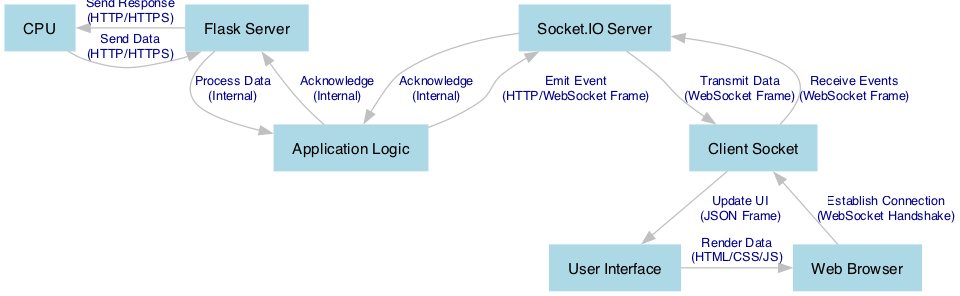 Send Response
(HTTP/HTTPS)
CPU
Flask Server
Socket.IO Server
Send Data
(HTTP/HTTPS)
Process Data
(Internal)
Acknowledge
(Internal)
Acknowledge
(Internal)
Emit Event
(HTTP/WebSocket Frame)
Transmit Data
(WebSocket Frame)
Receive Events
(WebSocket Frame)
Application Logic
Client Socket
Update UI
(JSON Frame)
Establish Connection
(WebSocket Handshake)
Render Data
(HTML/CSS/JS)
User Interface
Web Browser